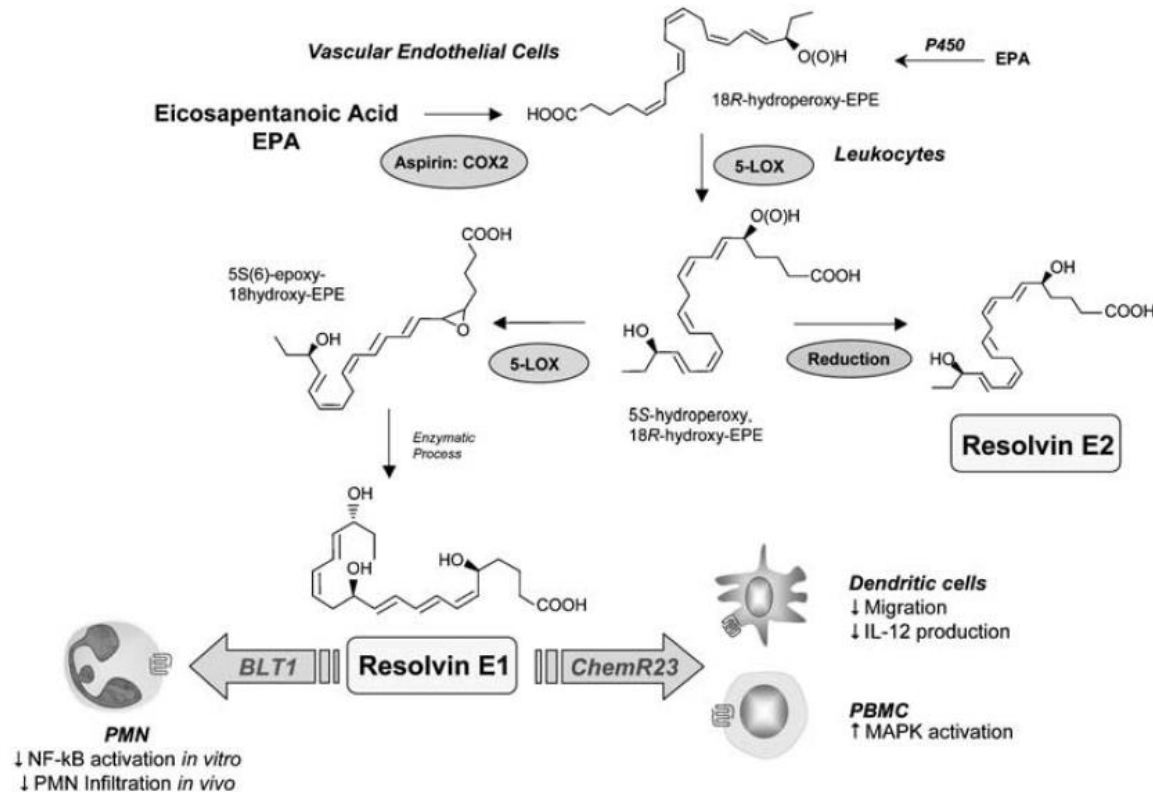 Vascular Endothelial Cells
O(O)H
P450
EPA
18R-hydroperoxy-EPE
HOOC
Eicosapentanoic Acid
EPA
Aspirin: COX2
5-LOX
Leukocytes
COOH
5S(6)-epoxy-
18hydroxy-EPE
O
OH
5-LOX
O(O)H
COOH
HO
5S-hydroperoxy,
18R-hydroxy-EPE
Reduction
OH
COOH
HO
Resolvin E2
Enzymatic
Process
OH
OH
HO
COOH
BLT1
Resolvin E1
ChemR23
PMN
↓NF-kB activation in vitro
↓PMN Infiltration in vivo
Dendritic cells
↓Migration
↓IL-12 production
PBMC
↑MAPK activation